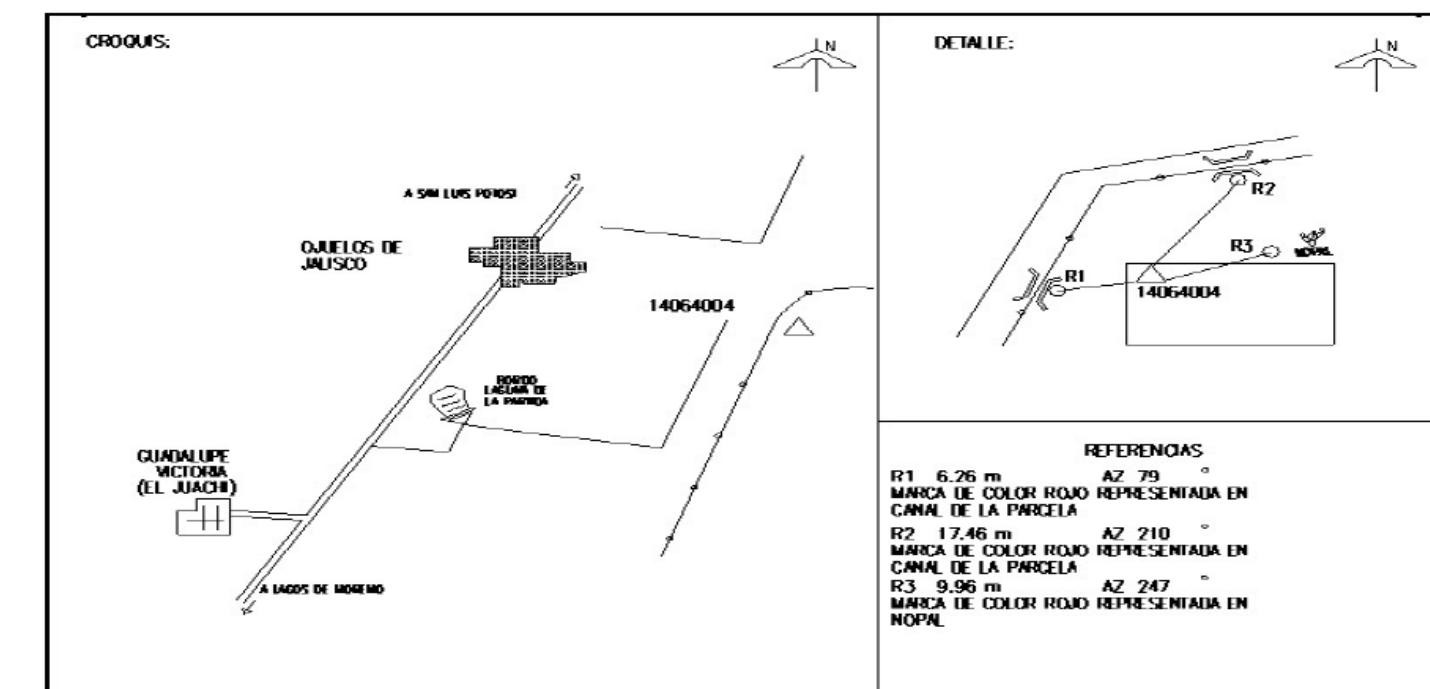 CROQUIS:
N
A SAN LUIS POTOSI
OJUELOS DE
JALISCO
14064004
BORDO
LAGUNA DE
LA PARTIDA
GUADALUPE
VICTORIA
(EL JUACHI)
A LAGOS DE MORENO
DETALLE:
N
R2
R3
NOPAL
R1
14064004
REFERENCIAS
R1 6.26 m AZ 79 °
MARCA DE COLOR ROJO REPRESENTADA EN
CANAL DE LA PARCELA
R2 17.46 m AZ 210 °
MARCA DE COLOR ROJO REPRESENTADA EN
CANAL DE LA PARCELA
R3 9.96 m AZ 247 °
MARCA DE COLOR ROJO REPRESENTADA EN
NOPAL